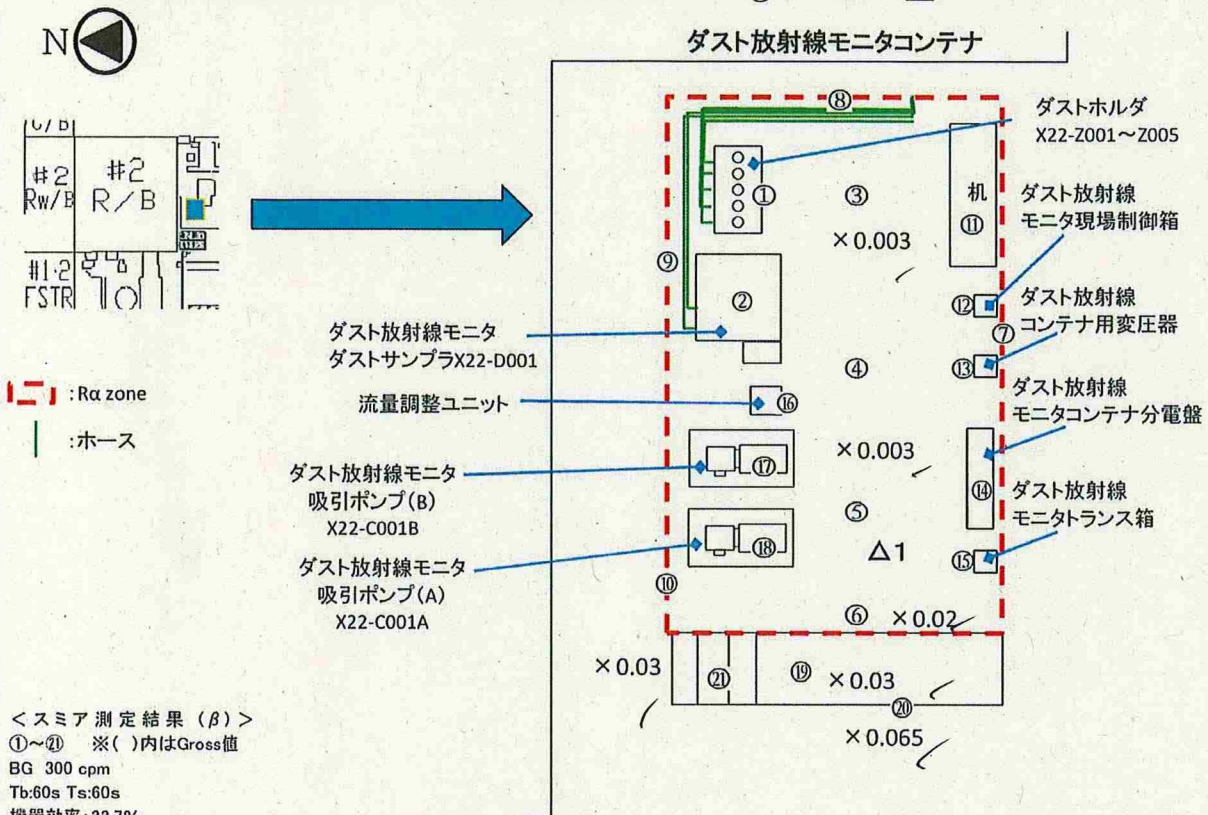 N
ダスト放射線モニタコンテナ
#2
Rw/B
#2
R/B
#1・2
FSTR
:Rα zone
:ホース
ダストホルダ
X22-Z001～Z005
ダスト放射線
モニタ現場制御箱
ダスト放射線
コンテナ用変圧器
ダスト放射線
モニタコンテナ分電盤
ダスト放射線
モニタトランス箱
ダスト放射線モニタ
ダストサンプラX22-D001
流量調整ユニット
ダスト放射線モニタ
吸引ポンプ(B)
X22-C001B
ダスト放射線モニタ
吸引ポンプ(A)
X22-C001A
⑧
①
③
机
⑪
×0.003
⑨
②
⑫
⑦
④
⑬
⑯
×0.003
⑰
⑭
⑤
⑱
△1
⑮
⑩
⑥ ×0.02
×0.03
㉑
⑲ ×0.03
⑳
×0.065
＜スミア測定結果（β）＞
①～㉑ ※( )内はGross値
BG 300 cpm
Tb:60s Ts:60s